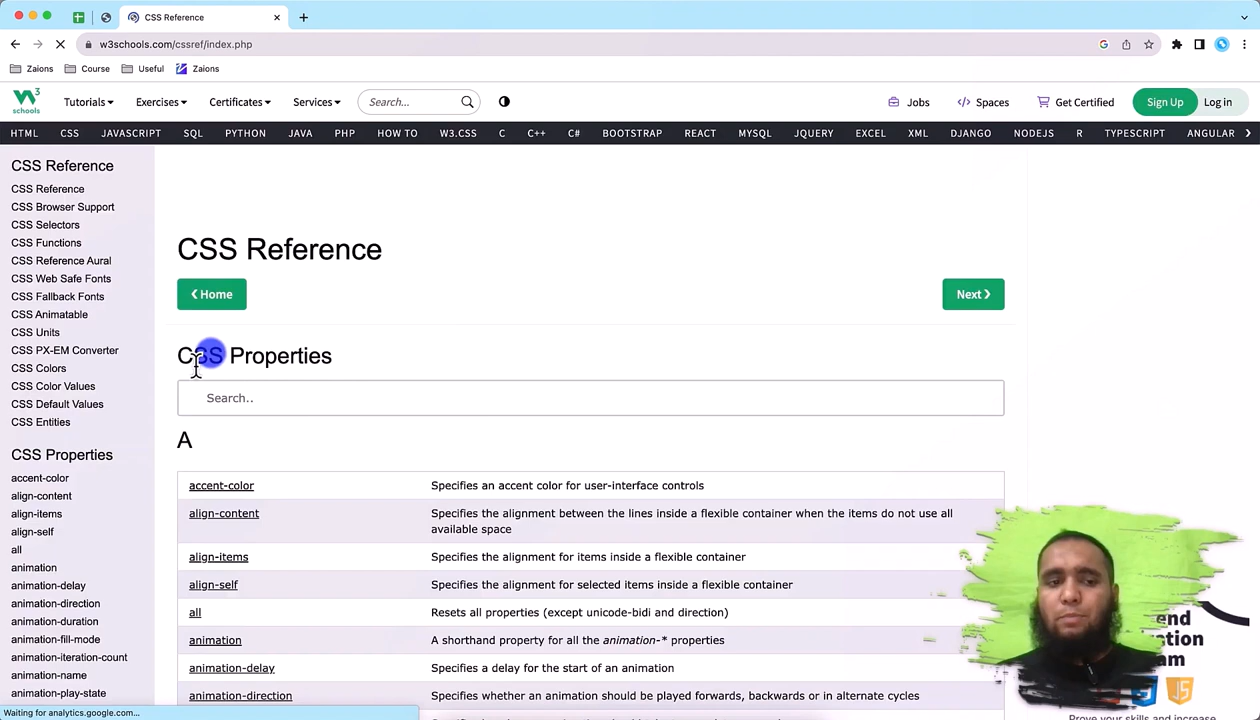 CSS Reference
w3schools.com/cssref/index.php
Zaions
Course
Useful
Zaions
W3
schools
Tutorials
Exercises
Certificates
Services
Search...
Jobs
Spaces
Get Certified
Sign Up
Log in
HTML
CSS
JAVASCRIPT
SQL
PYTHON
JAVA
PHP
HOW TO
W3.CSS
C
C++
C#
BOOTSTRAP
REACT
MYSQL
JQUERY
EXCEL
XML
DJANGO
NODEJS
R
TYPESCRIPT
ANGULAR
CSS Reference
CSS Reference
CSS Browser Support
CSS Selectors
CSS Functions
CSS Reference Aural
CSS Web Safe Fonts
CSS Fallback Fonts
CSS Animatable
CSS Units
CSS PX-EM Converter
CSS Colors
CSS Color Values
CSS Default Values
CSS Entities
CSS Properties
accent-color
align-content
align-items
align-self
all
animation
animation-delay
animation-direction
animation-duration
animation-fill-mode
animation-iteration-count
animation-name
animation-play-state
Waiting for analytics.google.com...
CSS Reference
❮ Home
Next ❯
CSS Properties
Search..
A
accent-color
Specifies an accent color for user-interface controls
align-content
Specifies the alignment between the lines inside a flexible container when the items do not use all
available space
align-items
Specifies the alignment for items inside a flexible container
align-self
Specifies the alignment for selected items inside a flexible container
all
Resets all properties (except unicode-bidi and direction)
animation
A shorthand property for all the animation-* properties
animation-delay
Specifies a delay for the start of an animation
animation-direction
Specifies whether an animation should be played forwards, backwards or in alternate cycles
end
ation
am
JS
Prove your skills and increase